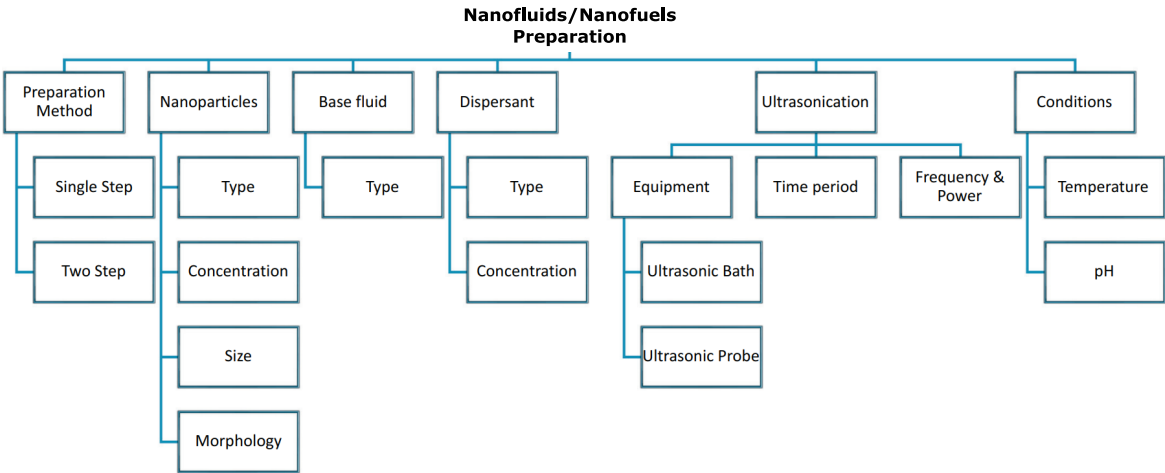 Nanofluids/Nanofuels
Preparation
Preparation
Method
Nanoparticles
Base fluid
Dispersant
Ultrasonication
Conditions
Single Step
Two Step
Type
Concentration
Size
Morphology
Type
Type
Concentration
Equipment
Time period
Frequency &
Power
Ultrasonic Bath
Ultrasonic Probe
Temperature
pH